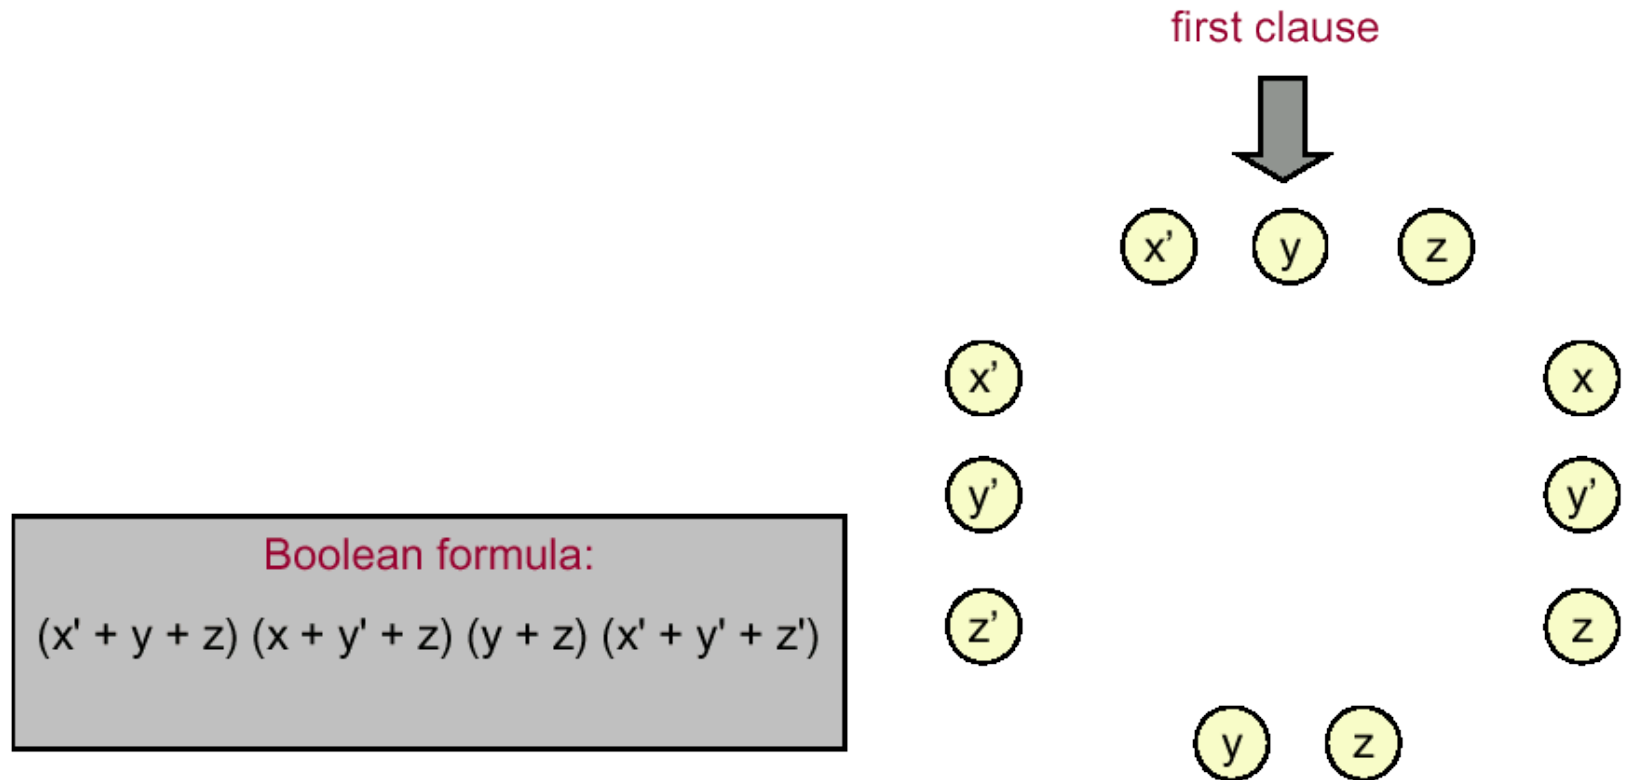 first clause
x’ y z
x’ x
y’ y’
Boolean formula:
(x' + y + z) (x + y' + z) (y + z) (x' + y' + z')
z’ z
y z